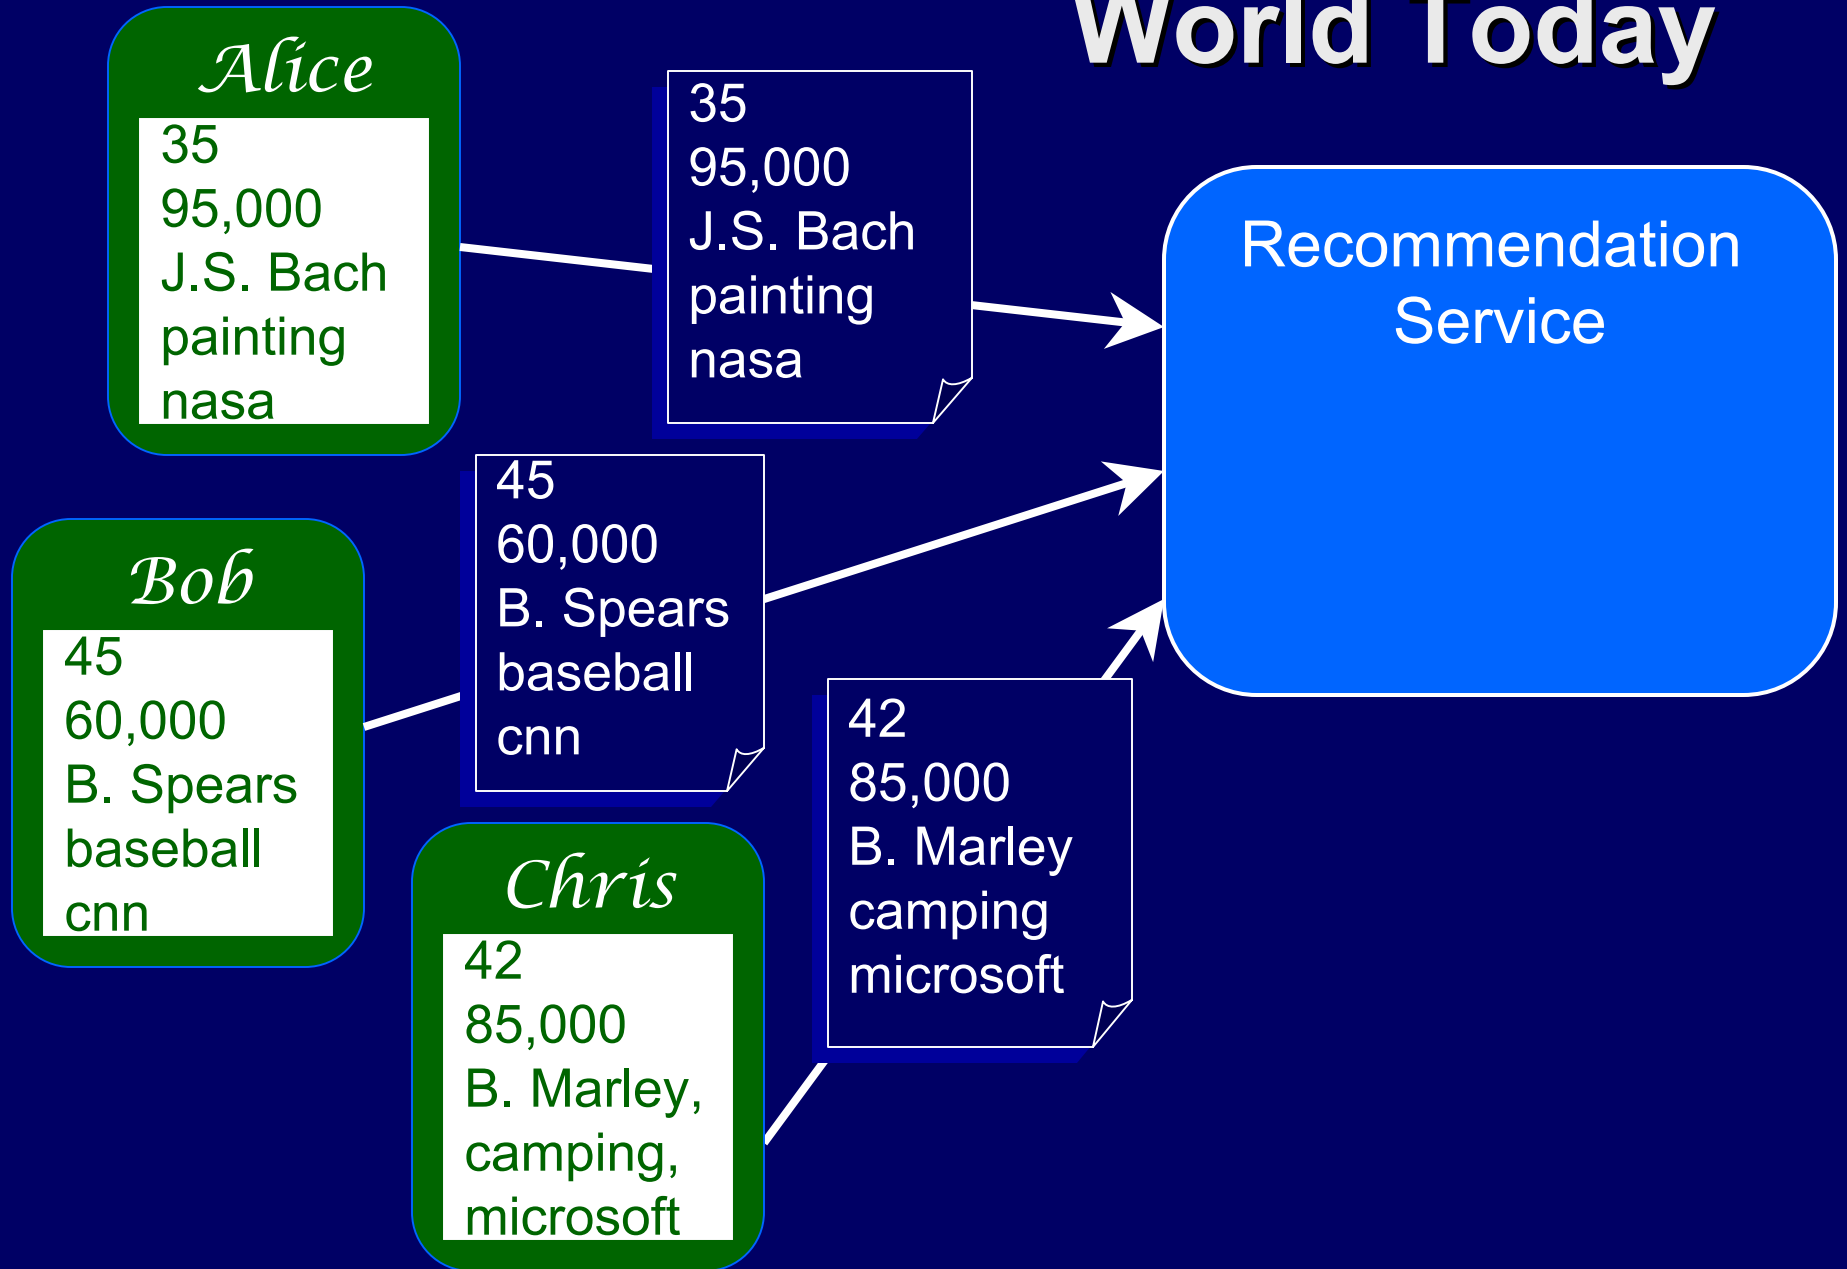 World Today
Alice
35
95,000
J.S. Bach
painting
nasa
35
95,000
J.S. Bach
painting
nasa
Recommendation
Service
Bob
45
60,000
B. Spears
baseball
cnn
45
60,000
B. Spears
baseball
cnn
Chris
42
85,000
B. Marley,
camping,
microsoft
42
85,000
B. Marley
camping
microsoft